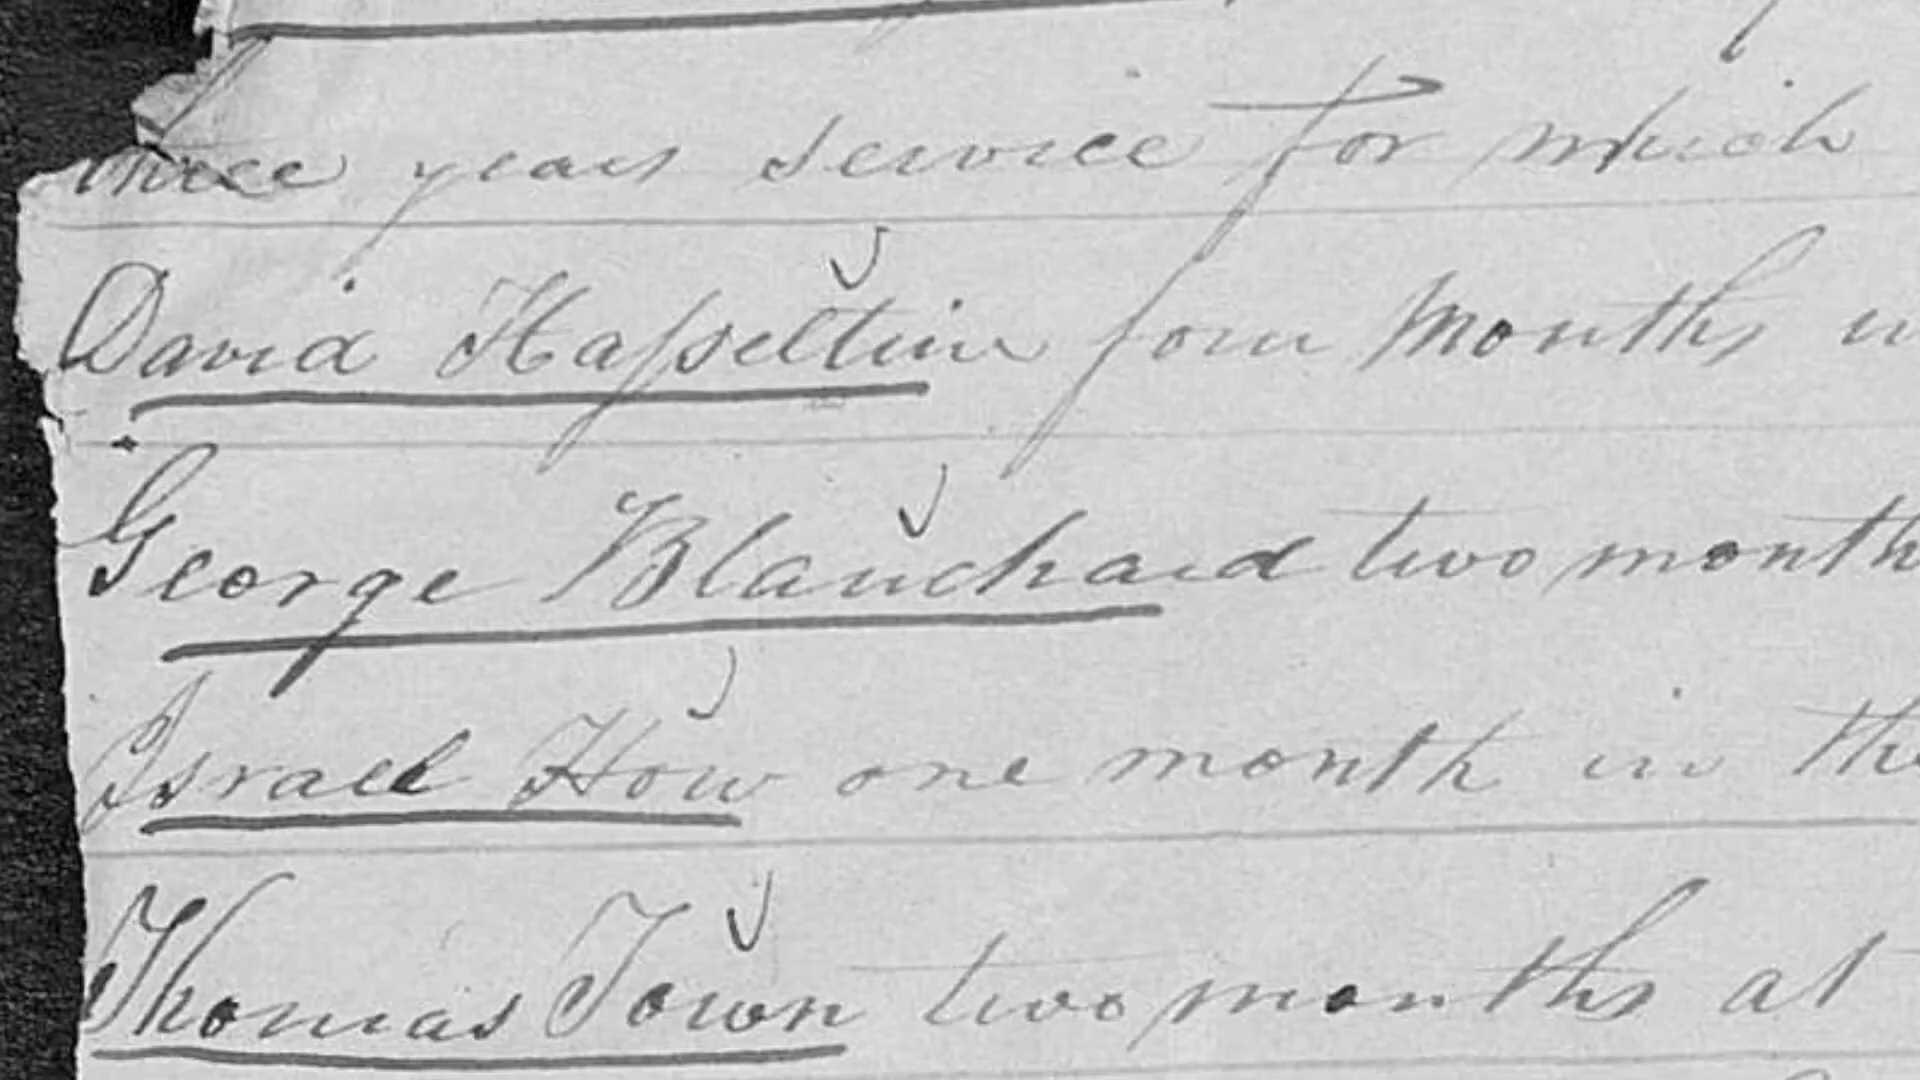 three years service for which
David Hasseltine four months
George Blanchard two month
Israel How one month in the
Thomas Town two months at